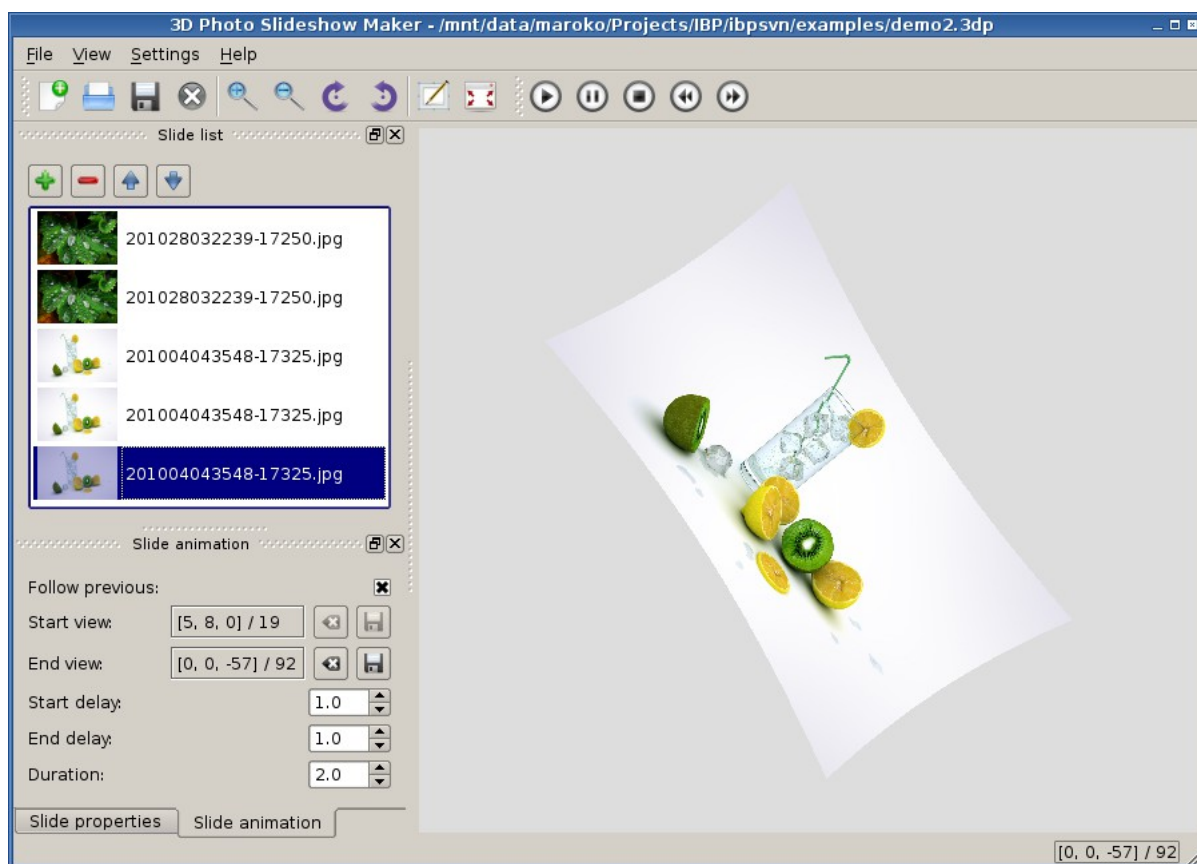 3D Photo Slideshow Maker - /mnt/data/maroko/Projects/IBP/ibpsvn/examples/demo2.3dp
File View Settings Help
Slide list
201028032239-17250.jpg
201028032239-17250.jpg
201004043548-17325.jpg
201004043548-17325.jpg
201004043548-17325.jpg
Slide animation
Follow previous:
Start view: [5, 8, 0] / 19
End view: [0, 0, -57] / 92
Start delay: 1.0
End delay: 1.0
Duration: 2.0
Slide properties Slide animation
[0, 0, -57] / 92